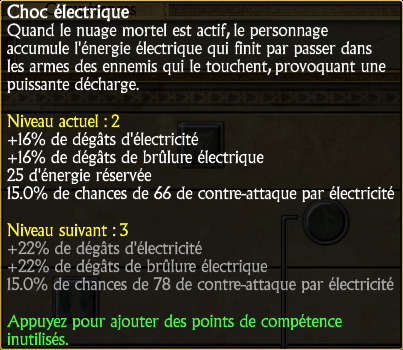 Choc électrique
Quand le nuage mortel est actif, le personnage
accumule l'énergie électrique qui finit par passer dans
les armes des ennemis qui le touchent, provoquant une
puissante décharge.
Niveau actuel : 2
+16% de dégâts d'électricité
+16% de dégâts de brûlure électrique
25 d'énergie réservée
15.0% de chances de 66 de contre-attaque par électricité
Niveau suivant : 3
+22% de dégâts d'électricité
+22% de dégâts de brûlure électrique
15.0% de chances de 78 de contre-attaque par électricité
Appuyez pour ajouter des points de compétence
inutilisés.